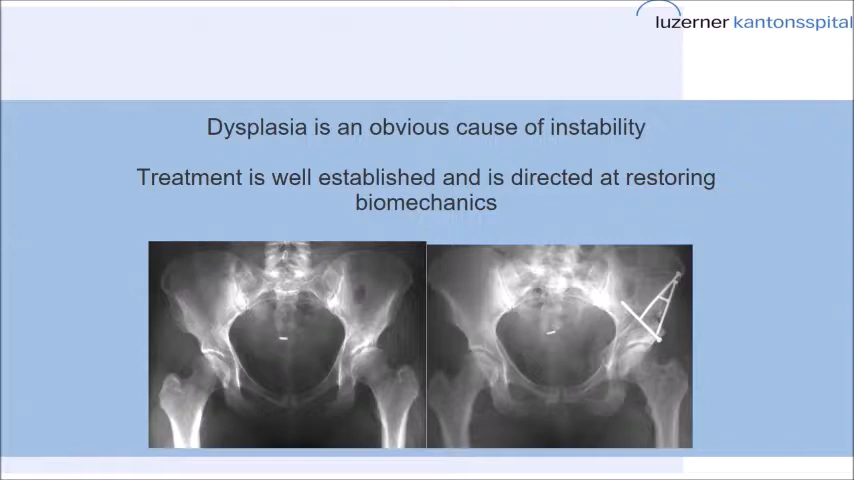 luzerner kantonsspital
Dysplasia is an obvious cause of instability
Treatment is well established and is directed at restoring
biomechanics